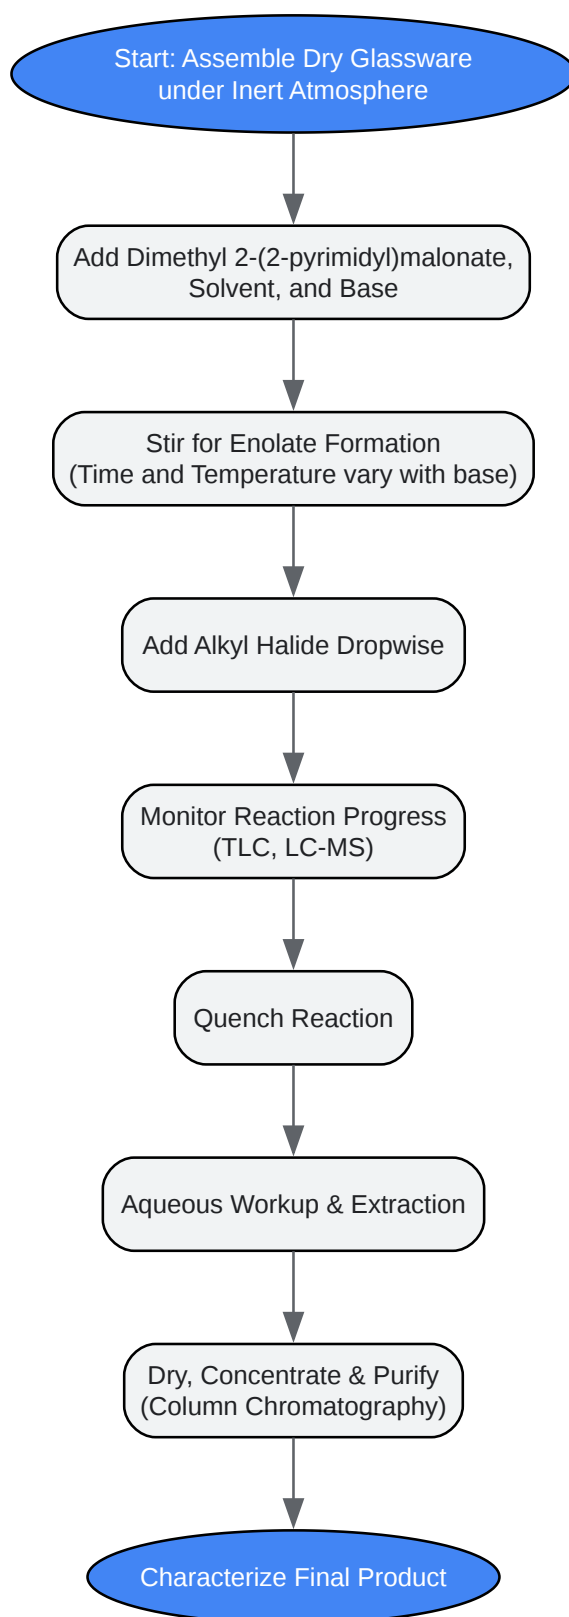 Start: Assemble Dry Glassware
under Inert Atmosphere
Add Dimethyl 2-(2-pyrimidyl)malonate,
Solvent, and Base
Stir for Enolate Formation
(Time and Temperature vary with base)
Add Alkyl Halide Dropwise
Monitor Reaction Progress
(TLC, LC-MS)
Quench Reaction
Aqueous Workup & Extraction
Dry, Concentrate & Purify
(Column Chromatography)
Characterize Final Product